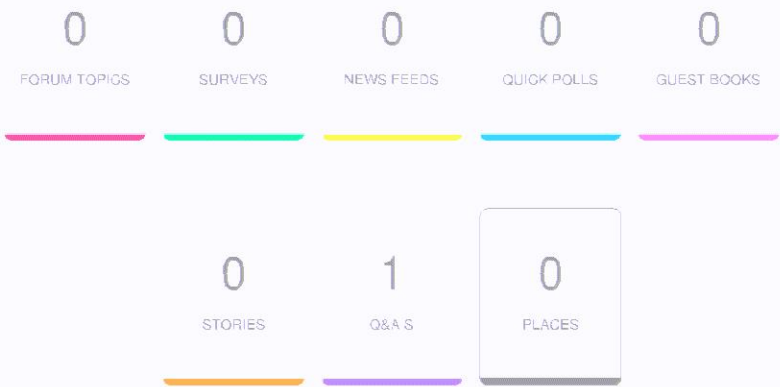 0 0 0 0 0
FORUM TOPICS SURVEYS NEWS FEEDS QUICK POLLS GUEST BOOKS
0 1 0
STORIES Q&A S PLACES